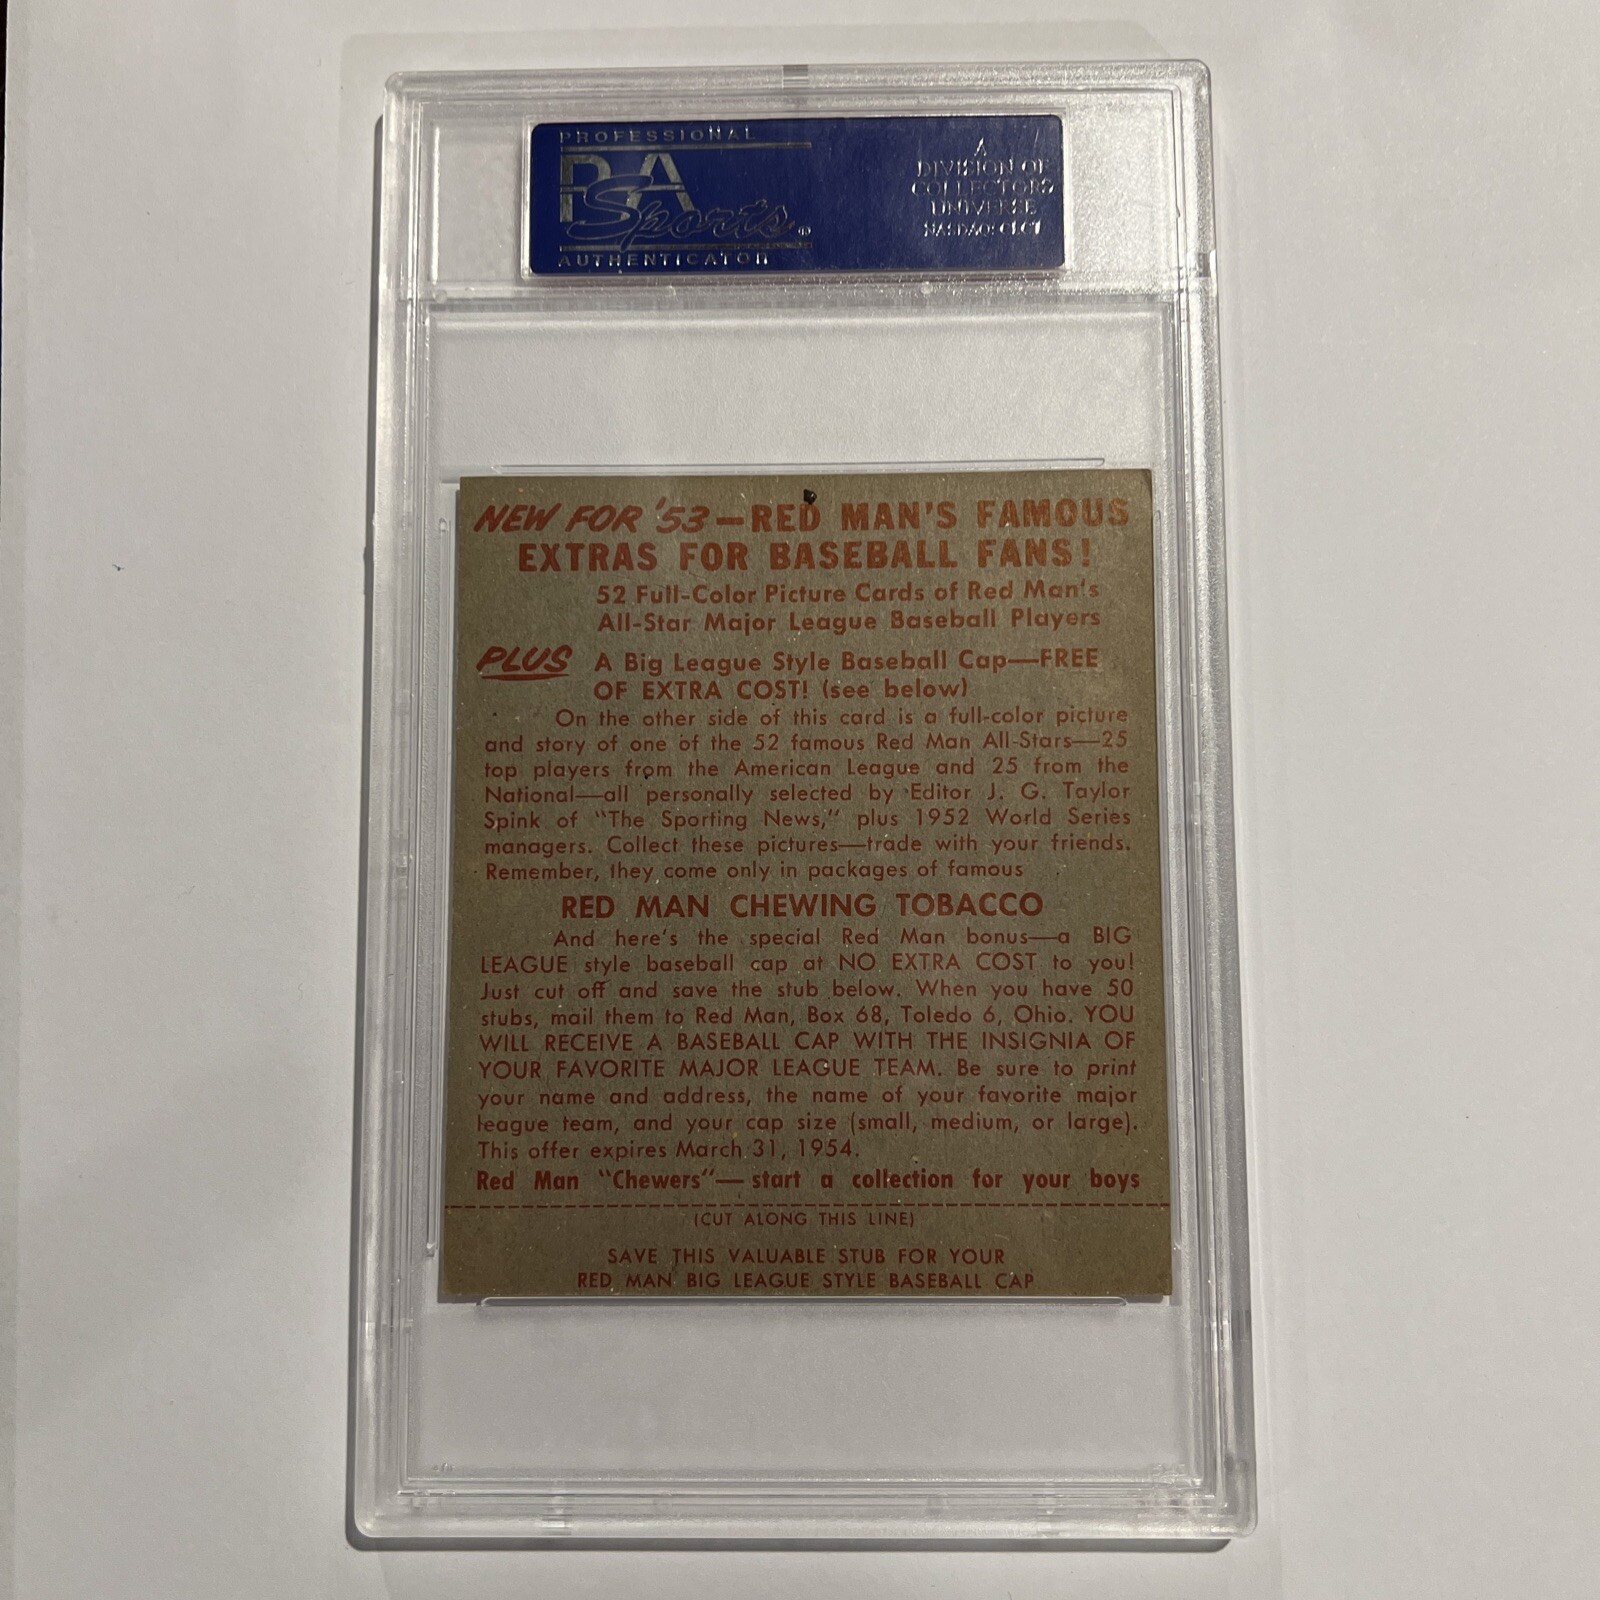 PROFESSIONAL
PSA
Sports ®
AUTHENTICATOR
A
DIVISION OF
COLLECTORS
UNIVERSE
NASDAQ: CLCT
NEW FOR '53—RED MAN'S FAMOUS
EXTRAS FOR BASEBALL FANS!
52 Full-Color Picture Cards of Red Man's
All-Star Major League Baseball Players
PLUS A Big League Style Baseball Cap—FREE
OF EXTRA COST! (see below)
On the other side of this card is a full-color picture
and story of one of the 52 famous Red Man All-Stars—25
top players from the American League and 25 from the
National—all personally selected by Editor J. G. Taylor
Spink of "The Sporting News," plus 1952 World Series
managers. Collect these pictures—trade with your friends.
Remember, they come only in packages of famous
RED MAN CHEWING TOBACCO
And here's the special Red Man bonus—a BIG
LEAGUE style baseball cap at NO EXTRA COST to you!
Just cut off and save the stub below. When you have 50
stubs, mail them to Red Man, Box 68, Toledo 6, Ohio. YOU
WILL RECEIVE A BASEBALL CAP WITH THE INSIGNIA OF
YOUR FAVORITE MAJOR LEAGUE TEAM. Be sure to print
your name and address, the name of your favorite major
league team, and your cap size (small, medium, or large).
This offer expires March 31, 1954.
Red Man "Chewers"—start a collection for your boys
(CUT ALONG THIS LINE)
SAVE THIS VALUABLE STUB FOR YOUR
RED MAN BIG LEAGUE STYLE BASEBALL CAP